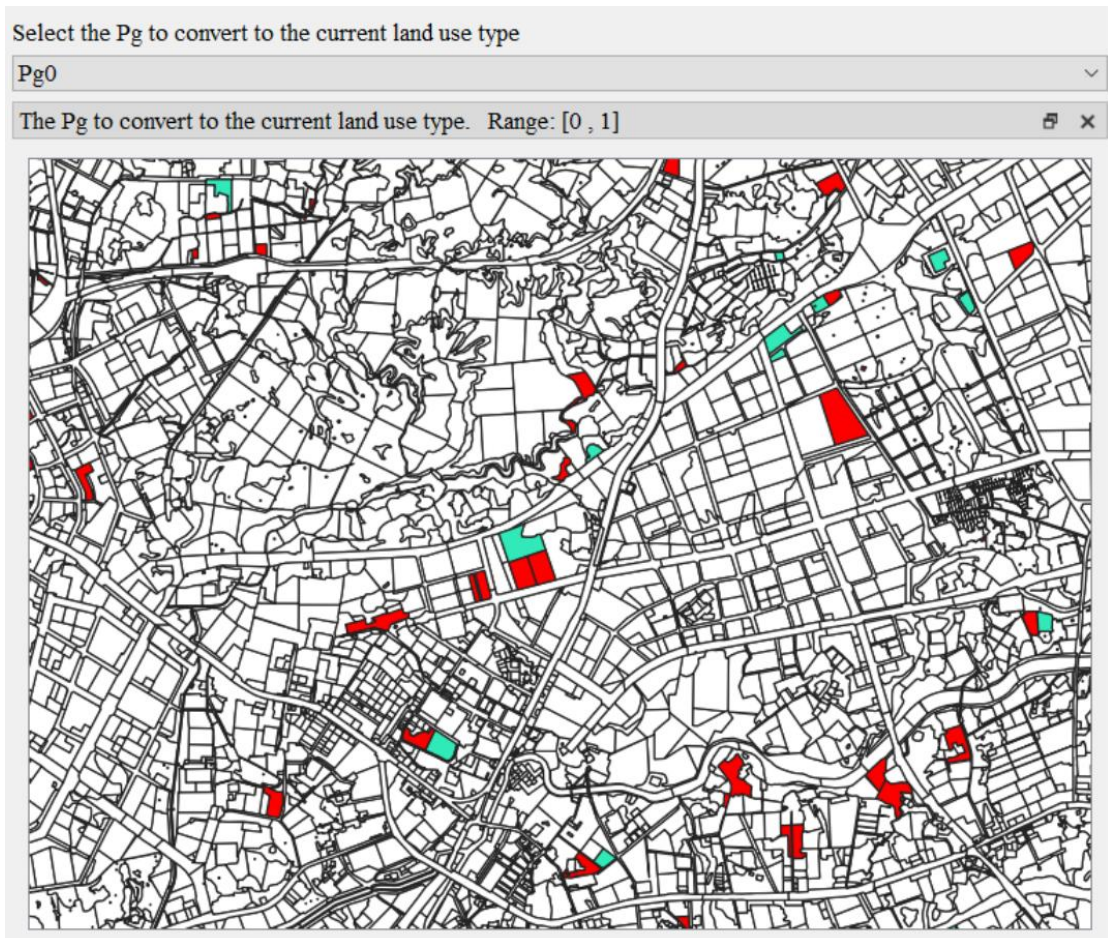 Select the Pg to convert to the current land use type
Pg0
The Pg to convert to the current land use type.   Range: [0 , 1]